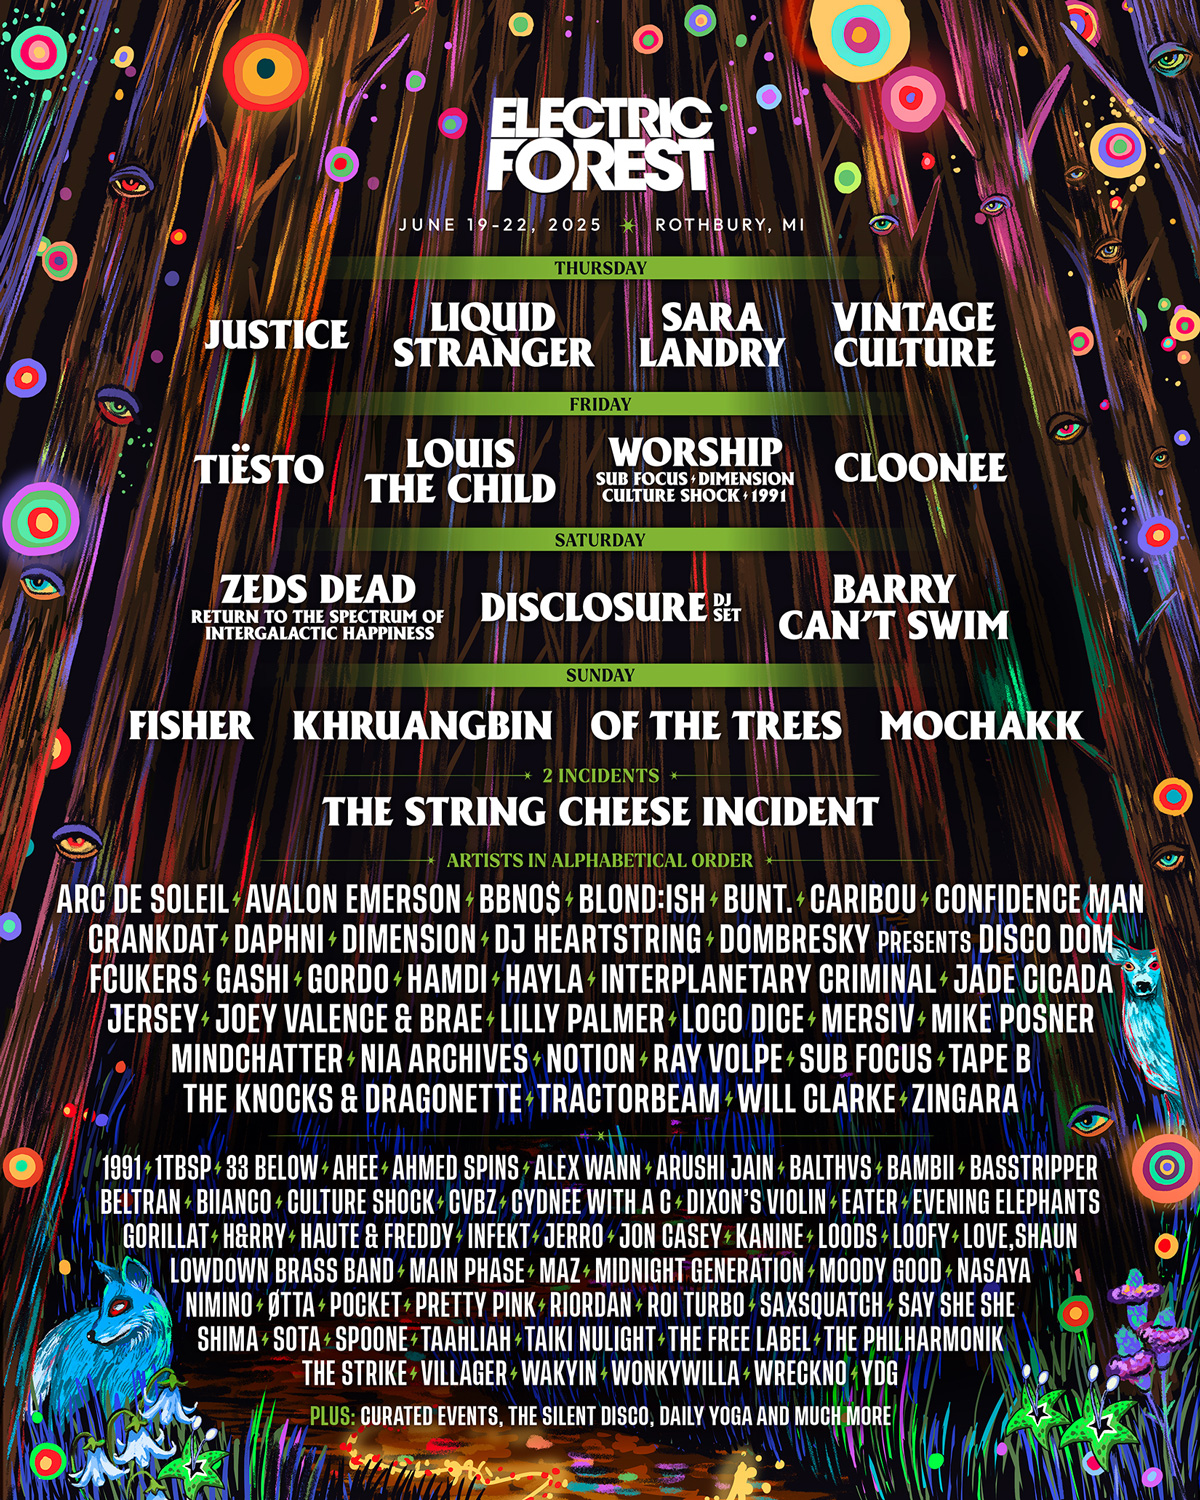 ELECTRIC
FOREST
JUNE 19-22, 2025 ROTHBURY, MI
THURSDAY
JUSTICE
LIQUID
STRANGER
SARA
LANDRY
VINTAGE
CULTURE
FRIDAY
TIËSTO
LOUIS
THE CHILD
WORSHIP
SUB FOCUS DIMENSION
CULTURE SHOCK 1991
CLOONEE
SATURDAY
ZEDS DEAD
RETURN TO THE SPECTRUM OF
INTERGALACTIC HAPPINESS
DISCLOSURE DJ SET
BARRY
CAN'T SWIM
SUNDAY
FISHER KHRUANGBIN OF THE TREES MOCHAKK
2 INCIDENTS
THE STRING CHEESE INCIDENT
ARTISTS IN ALPHABETICAL ORDER
ARC DE SOLEIL AVALON EMERSON BBNO$ BLOND:ISH BUNT. CARIBOU CONFIDENCE MAN
CRANKDAT DAPHNI DIMENSION DJ HEARTSTRING DOMBRESKY PRESENTS DISCO DOM
FCUKERS GASHI GORDO HAMDI HAYLA INTERPLANETARY CRIMINAL JADE CICADA
JERSEY JOEY VALENCE & BRAE LILLY PALMER LOCO DICE MERSIV MIKE POSNER
MINDCHATTER NIA ARCHIVES NOTION RAY VOLPE SUB FOCUS TAPE B
THE KNOCKS & DRAGONETTE TRACTORBEAM WILL CLARKE ZINGARA
1991 1TBSP 33 BELOW AHEE AHMED SPINS ALEX WANN ARUSHI JAIN BALTHVS BAMBII BASSTRIPPER
BELTRAN BIIANCO CULTURE SHOCK CVBZ CYDNEE WITH A C DIXON'S VIOLIN EATER EVENING ELEPHANTS
GORILLAT H&RRY HAUTE & FREDDY INFEKT JERRO JON CASEY KANINE LOODS LOOFY LOVE,SHAUN
LOWDOWN BRASS BAND MAIN PHASE MAZ MIDNIGHT GENERATION MOODY GOOD NASAYA
NIMINO ØTTA POCKET PRETTY PINK RIORDAN ROI TURBO SAXSQUATCH SAY SHE SHE
SHIMA SOTA SPOONE TAAHLIAH TAIKI NULIGHT THE FREE LABEL THE PHILHARMONIK
THE STRIKE VILLAGER WAKYIN WONKYWILLA WRECKNO YDG
PLUS: CURATED EVENTS, THE SILENT DISCO, DAILY YOGA AND MUCH MORE